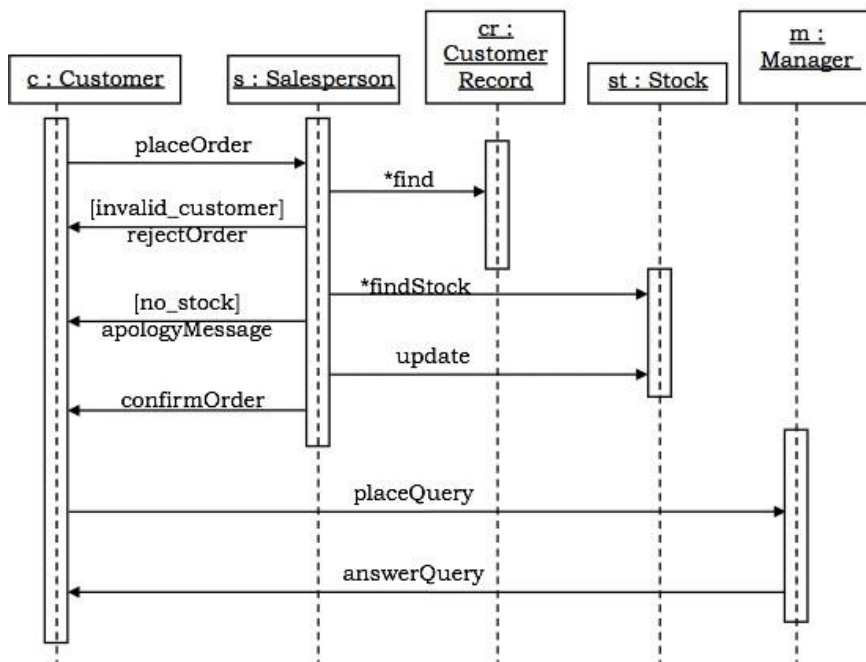 c : Customer
s : Salesperson
cr :
Customer
Record
st : Stock
m :
Manager
placeOrder
*find
[invalid_customer]
rejectOrder
*findStock
[no_stock]
apologyMessage
update
confirmOrder
placeQuery
answerQuery